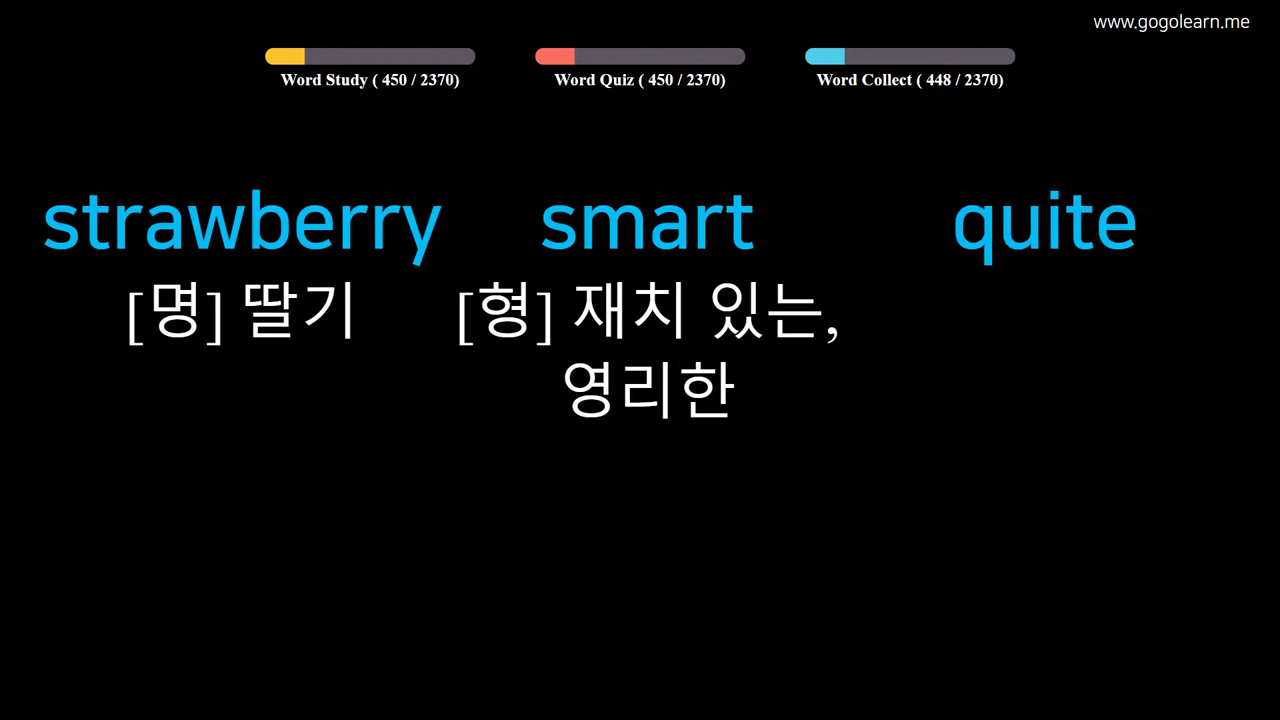 www.gogolearn.me
Word Study ( 450 / 2370)
Word Quiz ( 450 / 2370)
Word Collect ( 448 / 2370)
strawberry
[명] 딸기
smart
[형] 재치 있는,
영리한
quite